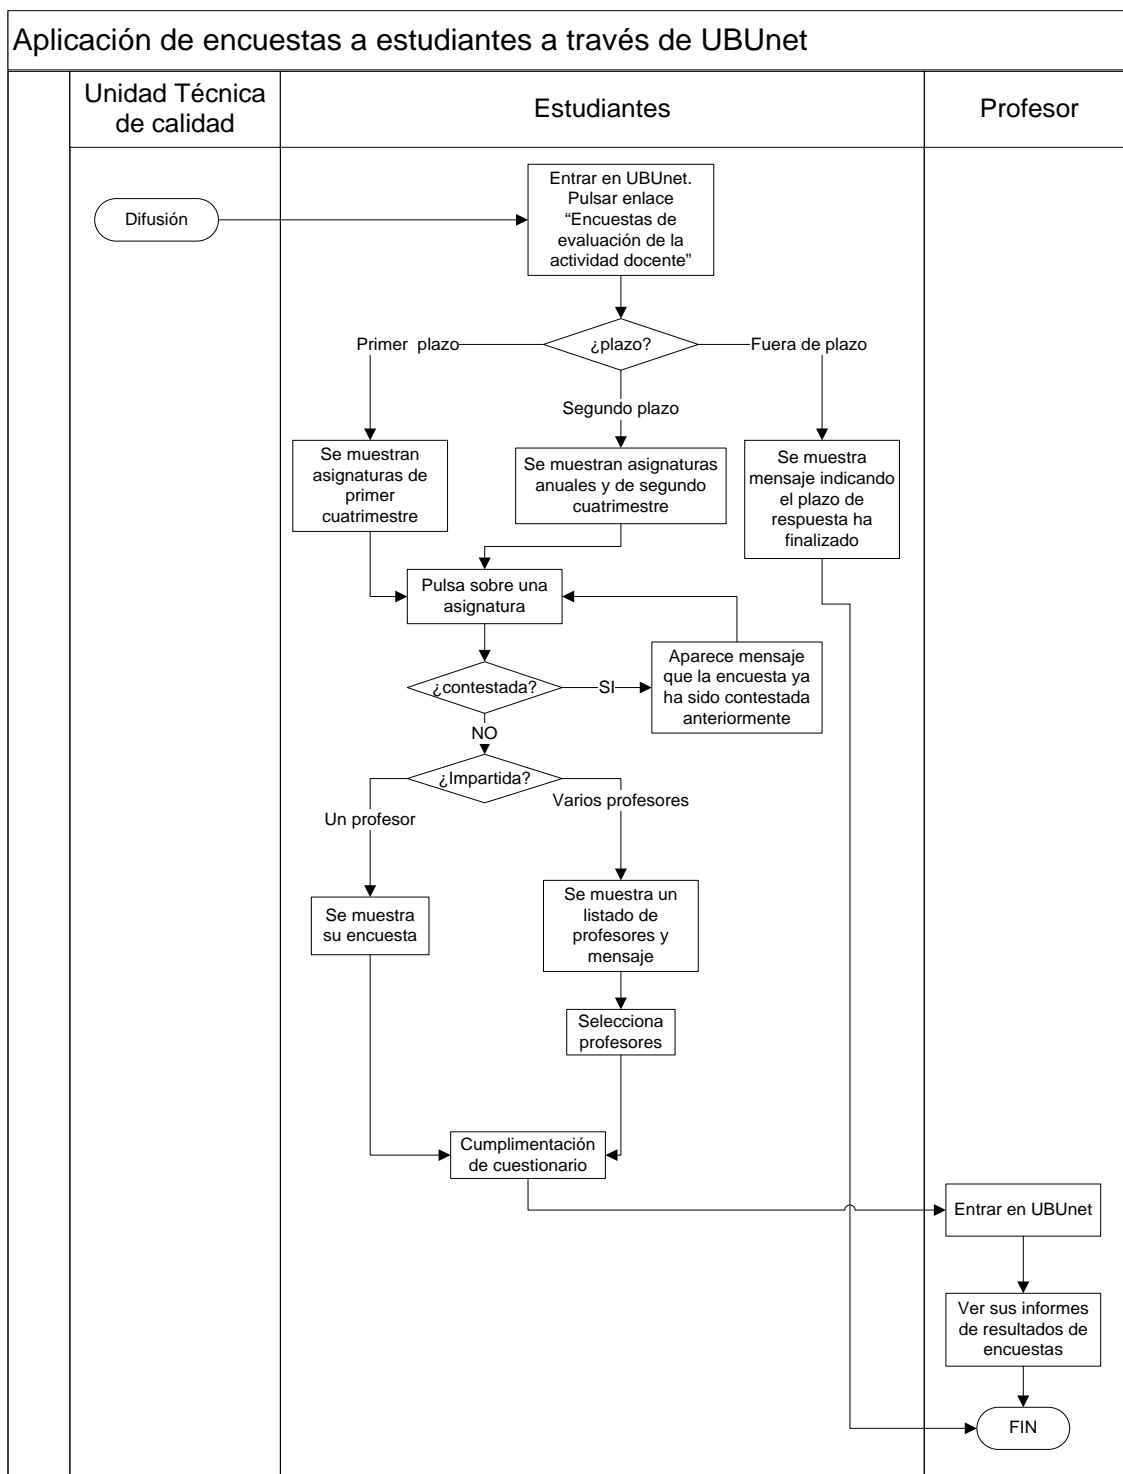 Aplicación de encuestas a estudiantes a través de UBUnet
Unidad Técnica
de calidad
Estudiantes
Profesor
Difusión
Entrar en UBUnet.
Pulsar enlace
“Encuestas de
evaluación de la
actividad docente”
¿plazo?
Primer plazo
Fuera de plazo
Segundo plazo
Se muestran
asignaturas de
primer
cuatrimestre
Se muestran asignaturas
anuales y de segundo
cuatrimestre
Se muestra
mensaje indicando
el plazo de
respuesta ha
finalizado
Pulsa sobre una
asignatura
¿contestada?
SI
Aparece mensaje
que la encuesta ya
ha sido contestada
anteriormente
NO
¿Impartida?
Un profesor
Varios profesores
Se muestra
su encuesta
Se muestra un
listado de
profesores y
mensaje
Selecciona
profesores
Cumplimentación
de cuestionario
Entrar en UBUnet
Ver sus informes
de resultados de
encuestas
FIN